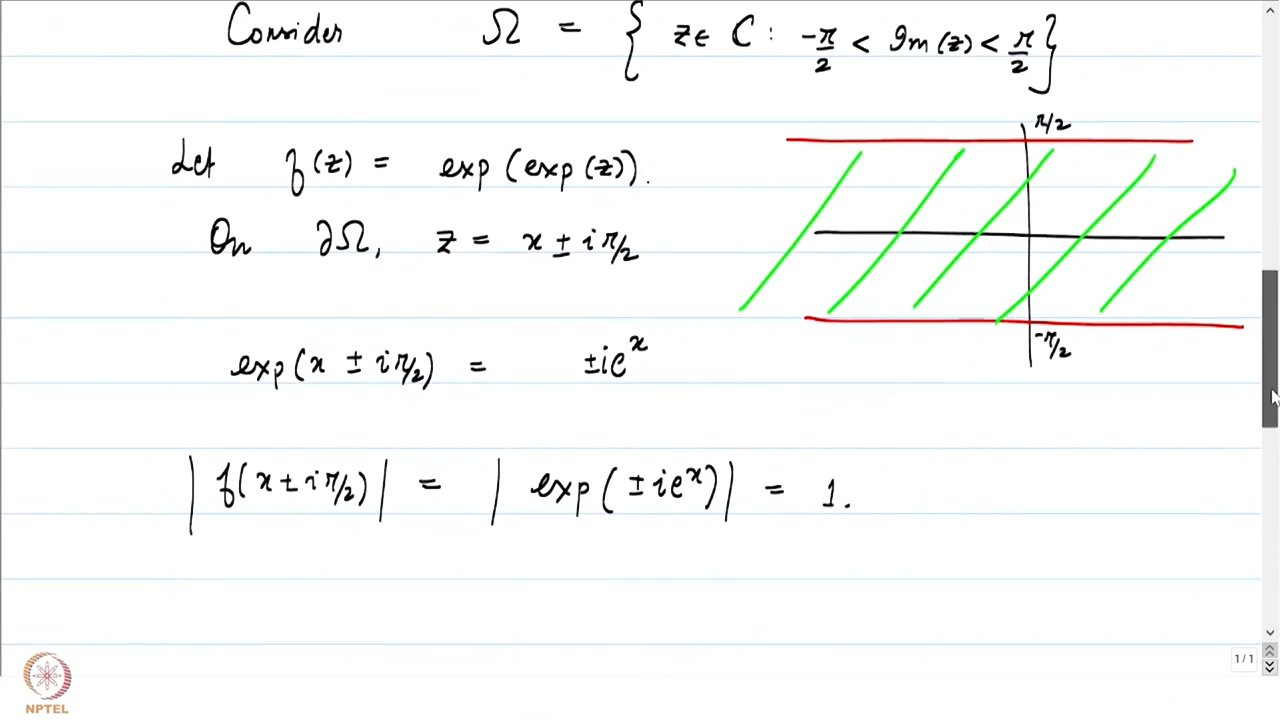 Consider Ω = { z ∈ ℂ : -π/2 < Im(z) < π/2 }
π/2
Let f(z) = exp(exp(z)).
On ∂Ω, z = x ± iπ/2
-π/2
exp(x ± iπ/2) = ±ie^x
|f(x ± iπ/2)| = |exp(±ie^x)| = 1.
1/1
NPTEL